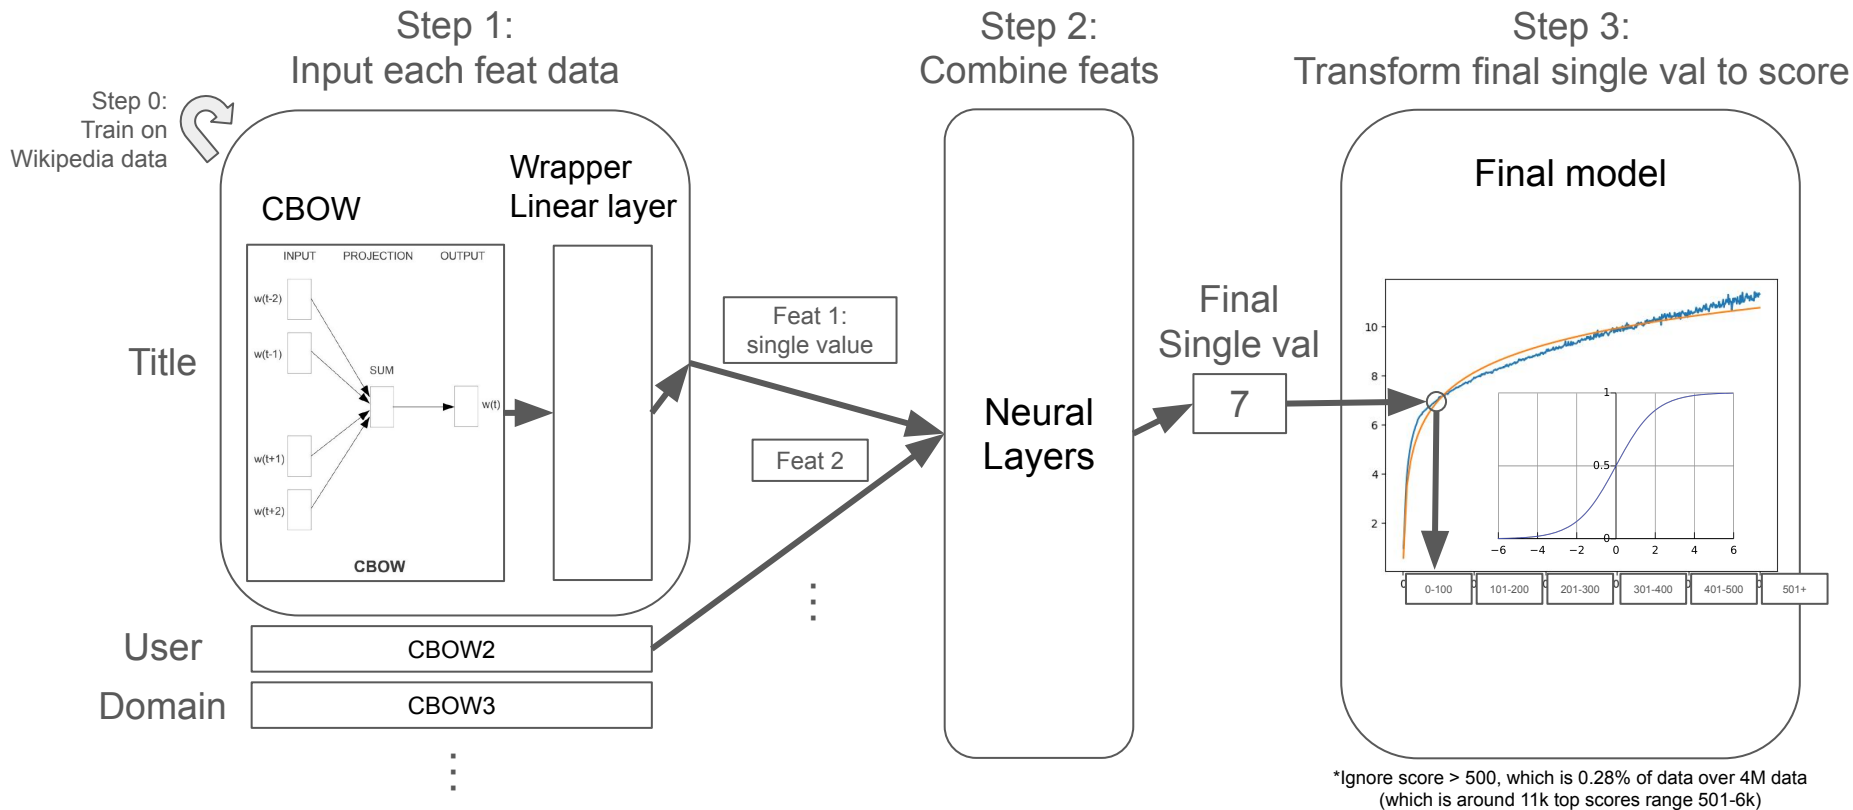 Step 1:
Input each feat data
Step 2:
Combine feats
Step 3:
Transform final single val to score
Step 0:
Train on
Wikipedia data
CBOW
Wrapper
Linear layer
INPUT PROJECTION OUTPUT
w(t-2)
w(t-1)
SUM
w(t)
w(t+1)
w(t+2)
CBOW
Title
User
CBOW2
Domain
CBOW3
Feat 1:
single value
Feat 2
Neural
Layers
Final
Single val
7
Final model
10
8
6
4
2
1
0.5
0
−6 −4 −2 0 2 4 6
0-100 101-200 201-300 301-400 401-500 501+
*Ignore score > 500, which is 0.28% of data over 4M data
(which is around 11k top scores range 501-6k)